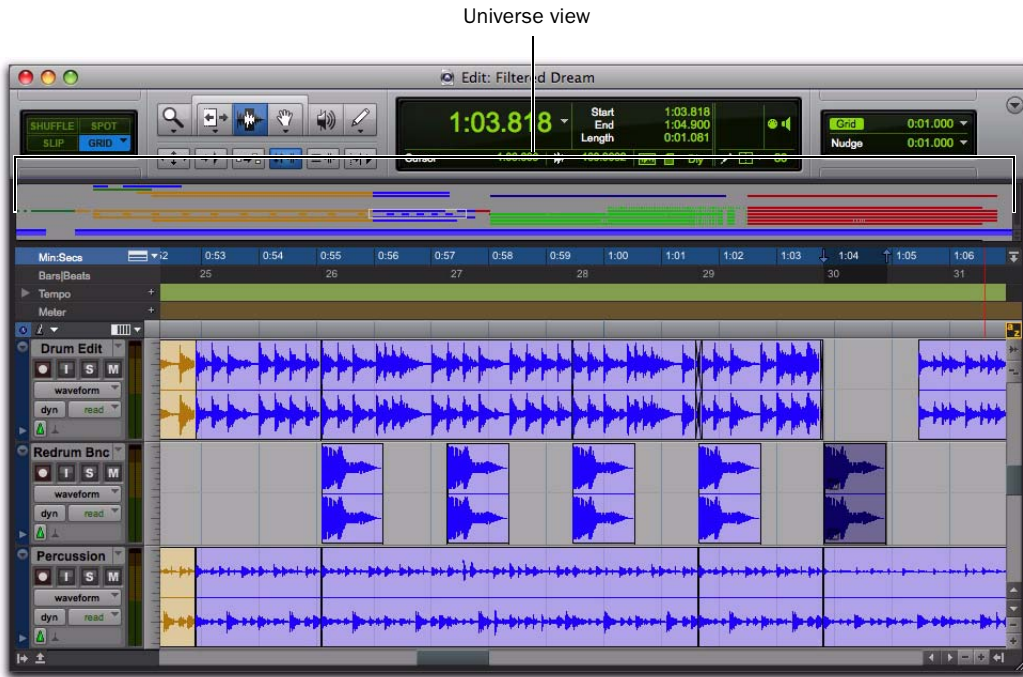 Universe view
Edit: Filtered Dream
SHUFFLE SPOT
SLIP GRID
1:03.818
Start 1:03.818
End 1:04.900
Length 0:01.081
Grid 0:01.000
Nudge 0:01.000
Cursor
Dly
Min:Secs 0:53 0:54 0:55 0:56 0:57 0:58 0:59 1:00 1:01 1:02 1:03 1:04 1:05 1:06
Bars|Beats 25 26 27 28 29 30 31
Tempo +
Meter +
a z
Drum Edit
I S M
waveform
dyn read
Redrum Bnc
I S M
waveform
dyn read
Percussion
I S M
waveform
dyn read